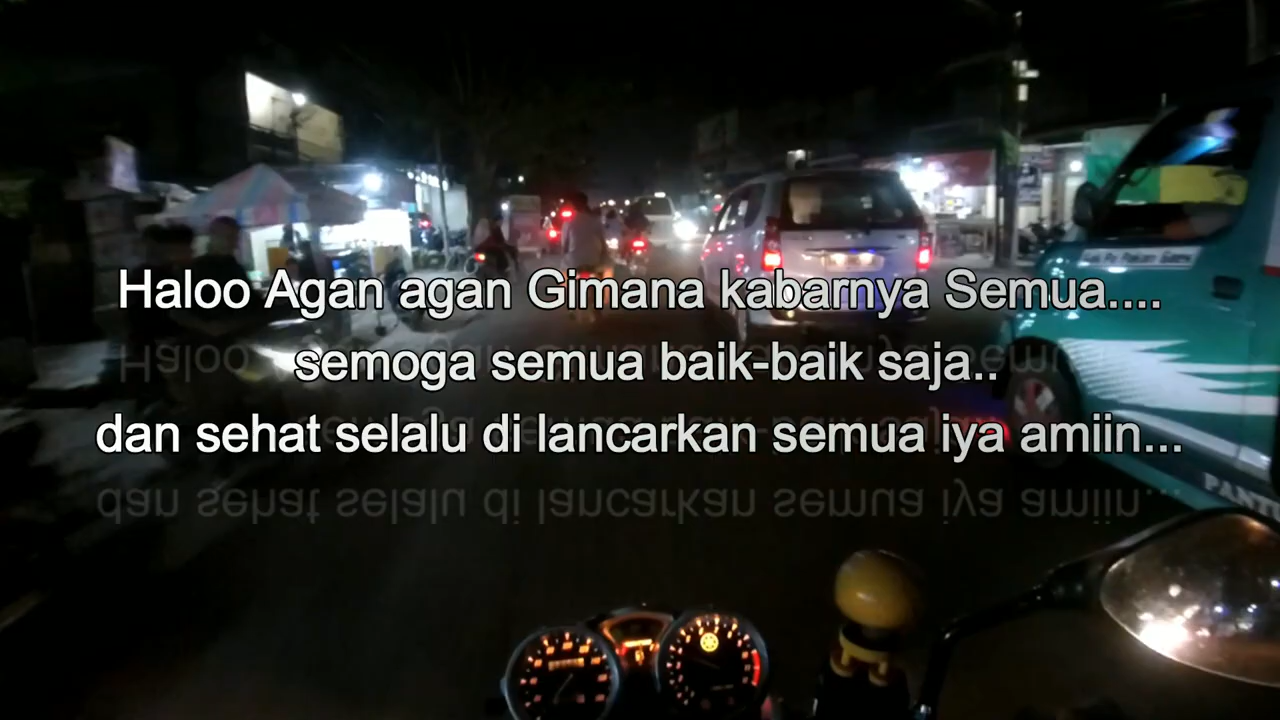 Haloo Agan agan Gimana kabarnya Semua....
semoga semua baik-baik saja..
dan sehat selalu di lancarkan semua iya amiin...